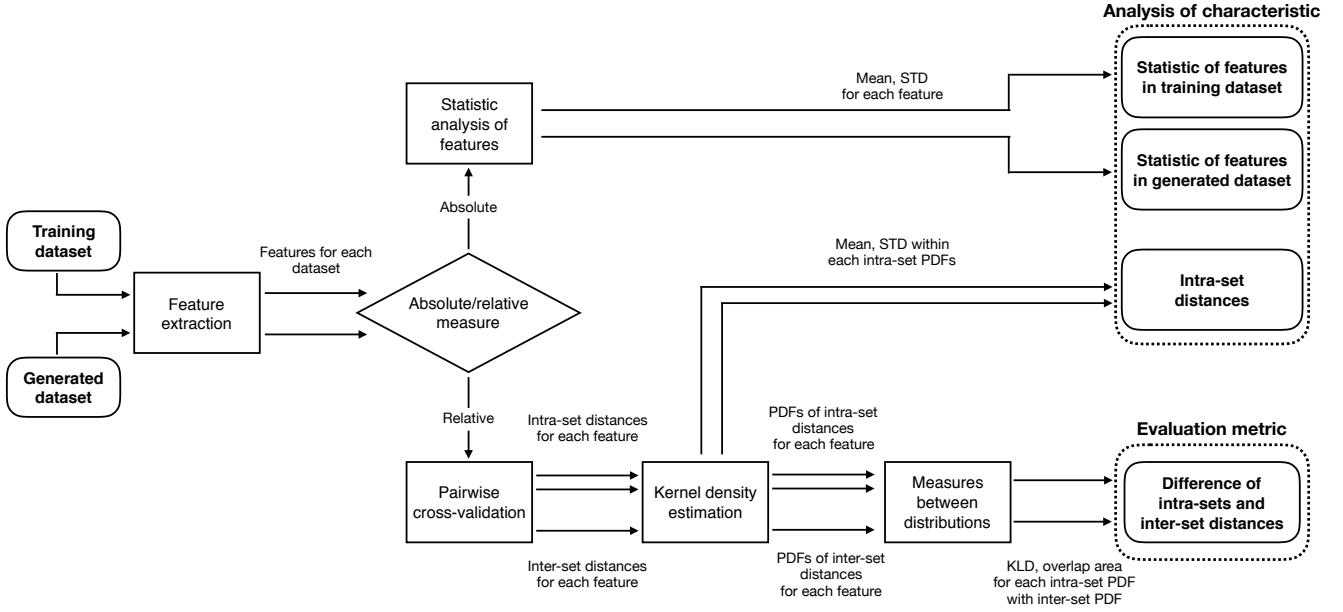 Analysis of characteristic
Statistic of features
in training dataset
Mean, STD
for each feature
Statistic
analysis of
features
Statistic of features
in generated dataset
Absolute
Training
dataset
Features for each
dataset
Mean, STD within
each intra-set PDFs
Intra-set
distances
Feature
extraction
Absolute/relative
measure
Generated
dataset
Relative
Intra-set distances
for each feature
PDFs of intra-set
distances
for each feature
Evaluation metric
Pairwise
cross-validation
Kernel density
estimation
Measures
between
distributions
Difference of
intra-sets and
inter-set distances
Inter-set distances
for each feature
PDFs of inter-set
distances
for each feature
KLD, overlap area
for each intra-set PDF
with inter-set PDF